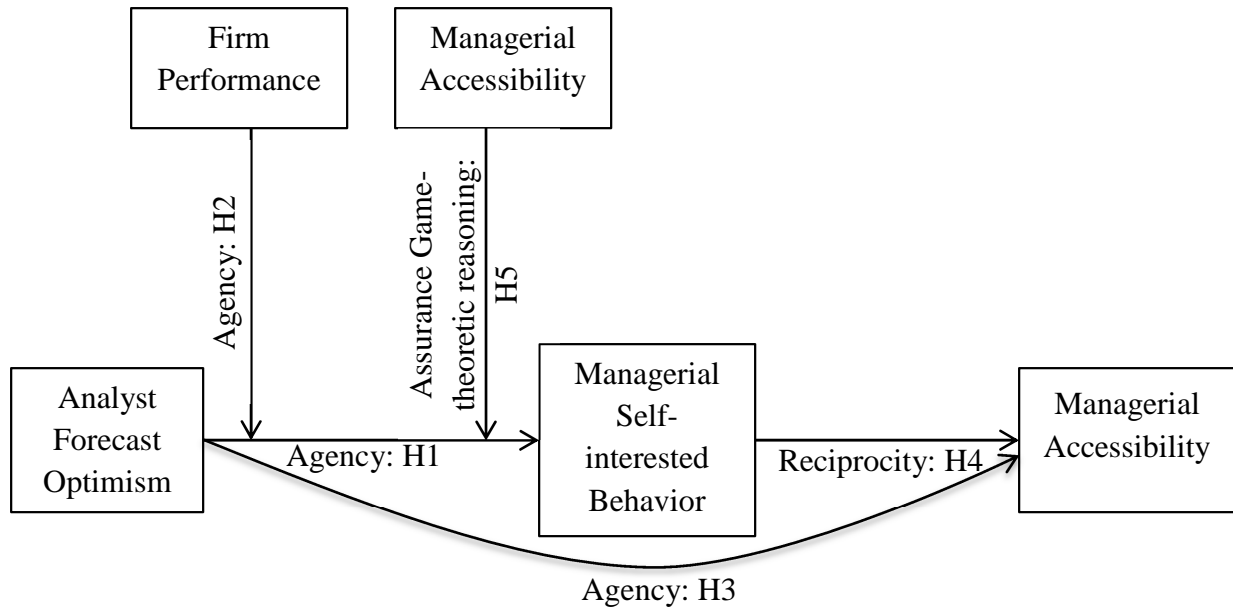 Firm
Performance
Managerial
Accessibility
Agency: H2
Assurance Game-
theoretic reasoning:
H5
Analyst
Forecast
Optimism
Agency: H1
Managerial
Self-
interested
Behavior
Reciprocity: H4
Managerial
Accessibility
Agency: H3